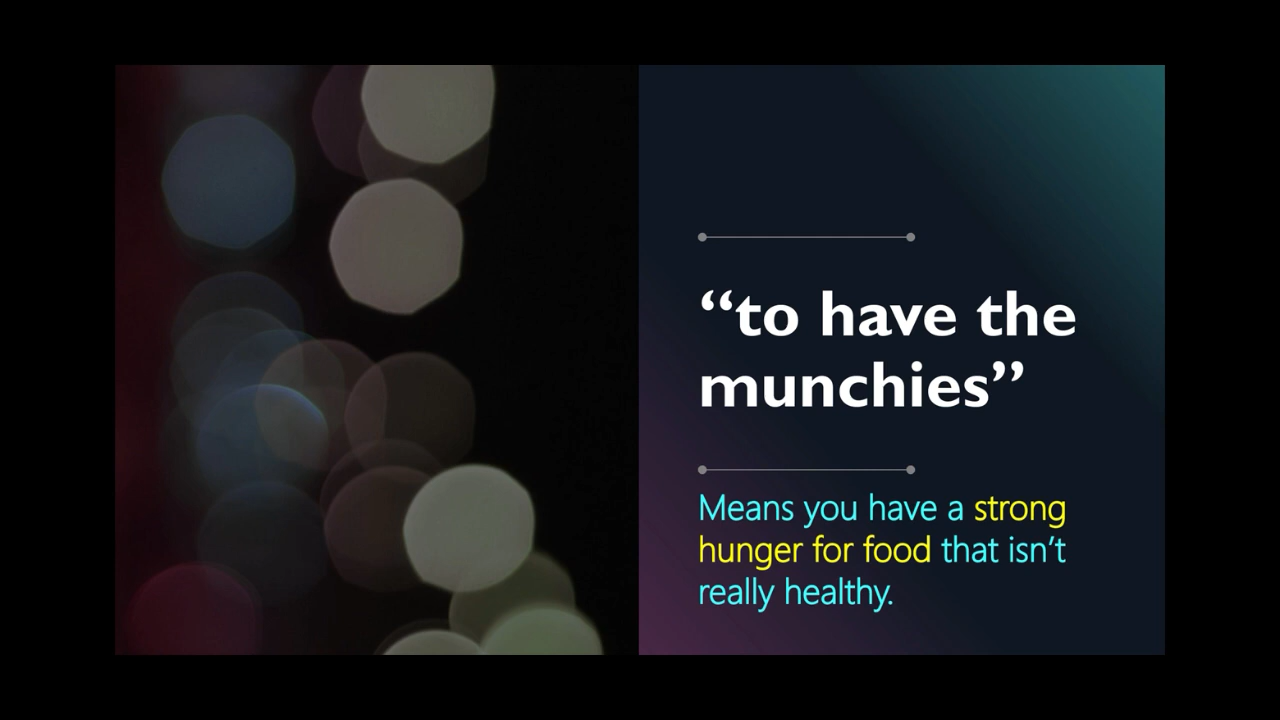 “to have the
munchies”
Means you have a strong
hunger for food that isn’t
really healthy.